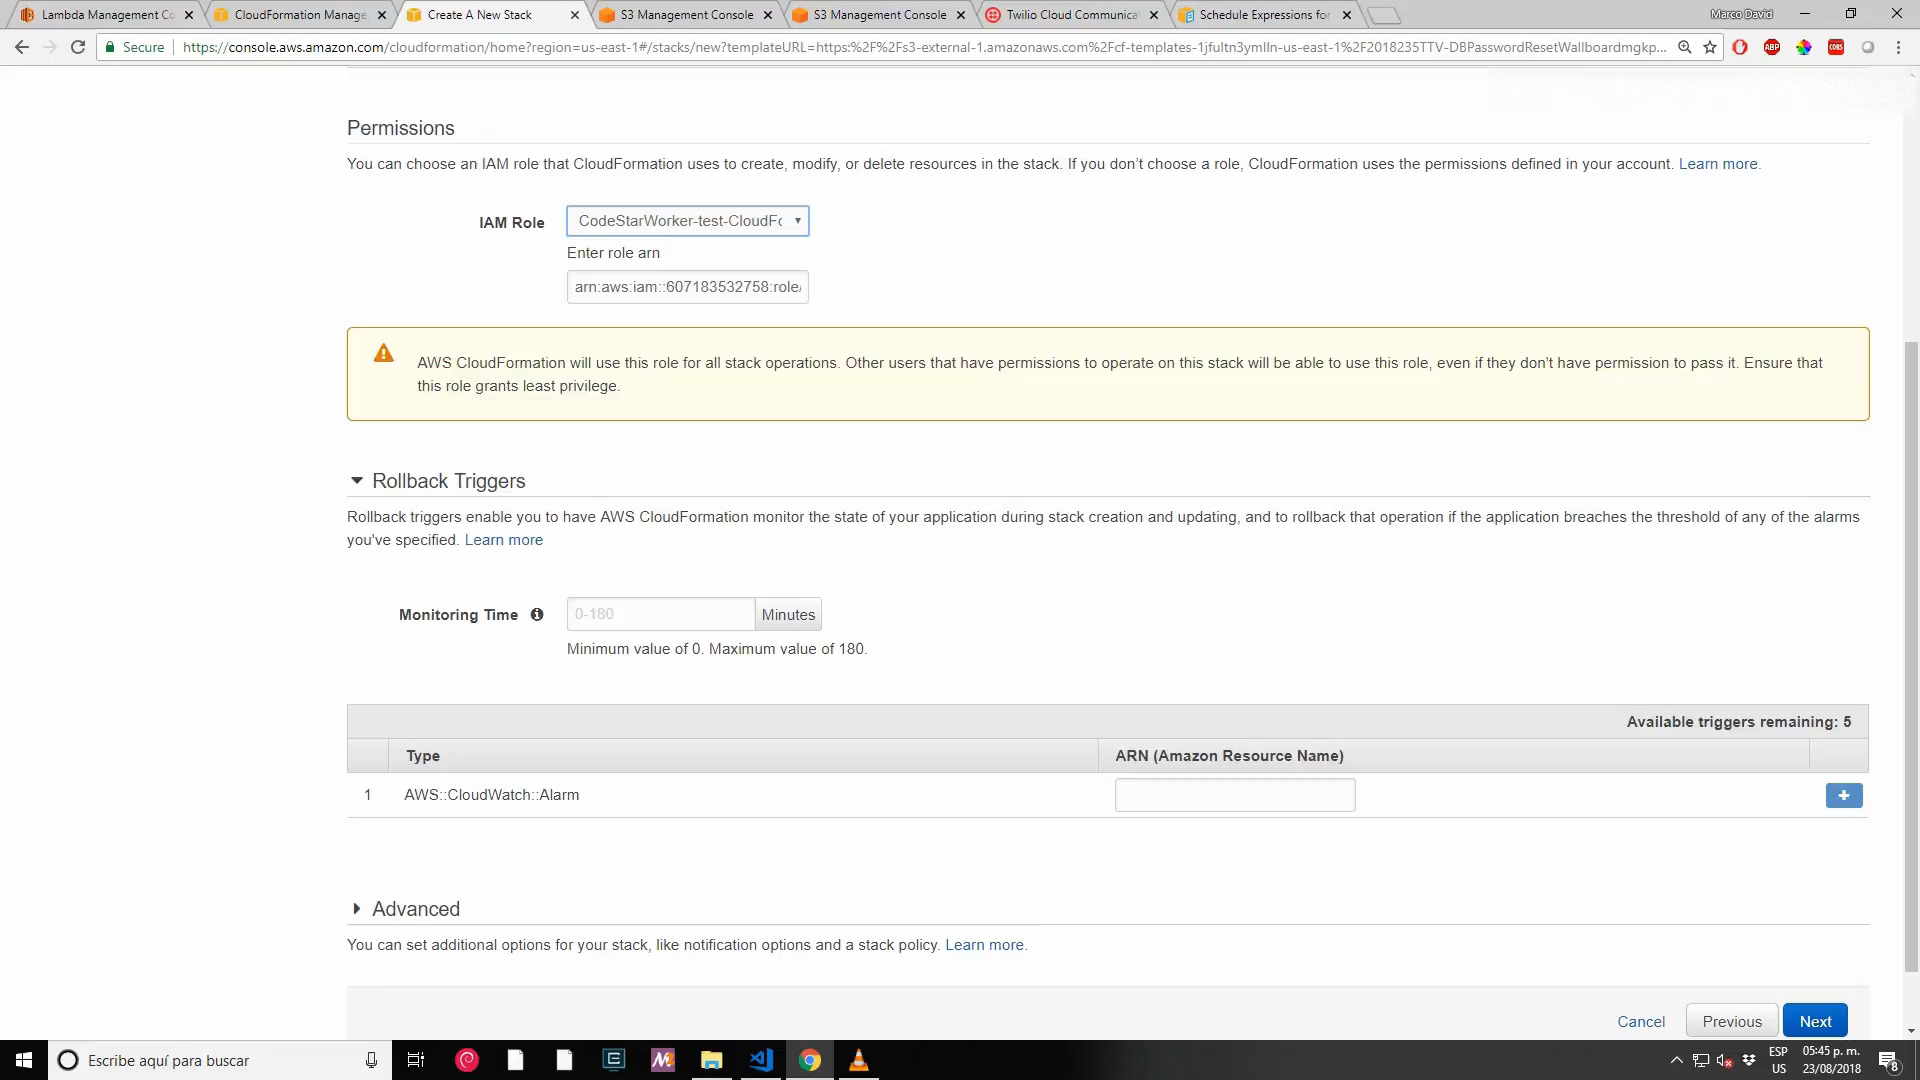 Lambda Management Co
CloudFormation Manage
Create A New Stack
S3 Management Console
S3 Management Console
Twilio Cloud Communica
Schedule Expressions for
Marco David
Secure
https://console.aws.amazon.com/cloudformation/home?region=us-east-1#/stacks/new?templateURL=https:%2F%2Fs3-external-1.amazonaws.com%2Fcf-templates-1jfultn3ymlln-us-east-1%2F2018235TTV-DBPasswordResetWallboardmgkp...
ABP
CORS
Permissions
You can choose an IAM role that CloudFormation uses to create, modify, or delete resources in the stack. If you don’t choose a role, CloudFormation uses the permissions defined in your account. Learn more.
IAM Role
CodeStarWorker-test-CloudFo
Enter role arn
arn:aws:iam::607183532758:role/
AWS CloudFormation will use this role for all stack operations. Other users that have permissions to operate on this stack will be able to use this role, even if they don't have permission to pass it. Ensure that
this role grants least privilege.
Rollback Triggers
Rollback triggers enable you to have AWS CloudFormation monitor the state of your application during stack creation and updating, and to rollback that operation if the application breaches the threshold of any of the alarms
you've specified. Learn more
Monitoring Time
0-180
Minutes
Minimum value of 0. Maximum value of 180.
Available triggers remaining: 5
Type
ARN (Amazon Resource Name)
1
AWS::CloudWatch::Alarm
Advanced
You can set additional options for your stack, like notification options and a stack policy. Learn more.
Cancel
Previous
Next
Escribe aquí para buscar
ESP
US
05:45 p. m.
23/08/2018
8